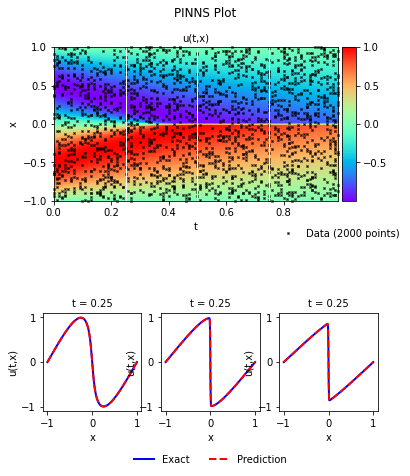 PINNS Plot
u(t,x)
1.0
0.5
0.0
−0.5
−1.0
x
0.0 0.2 0.4 0.6 0.8
t
1.0
0.5
0.0
−0.5
Data (2000 points)
t = 0.25 t = 0.25 t = 0.25
1
0
−1
u(t,x)
−1 0 1
x
1
0
−1
u(t,x)
−1 0 1
x
1
0
−1
u(t,x)
−1 0 1
x
Exact Prediction